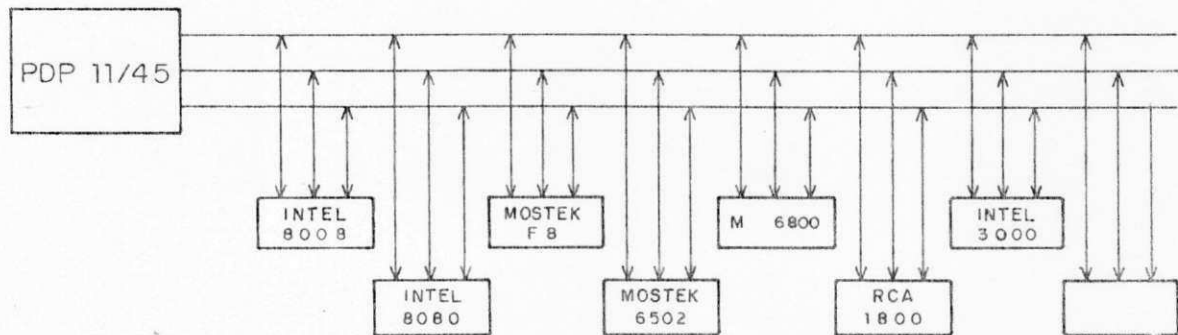 PDP 11/45
INTEL
8008
MOSTEK
F8
M 6800
INTEL
3000
INTEL
8080
MOSTEK
6502
RCA
1800